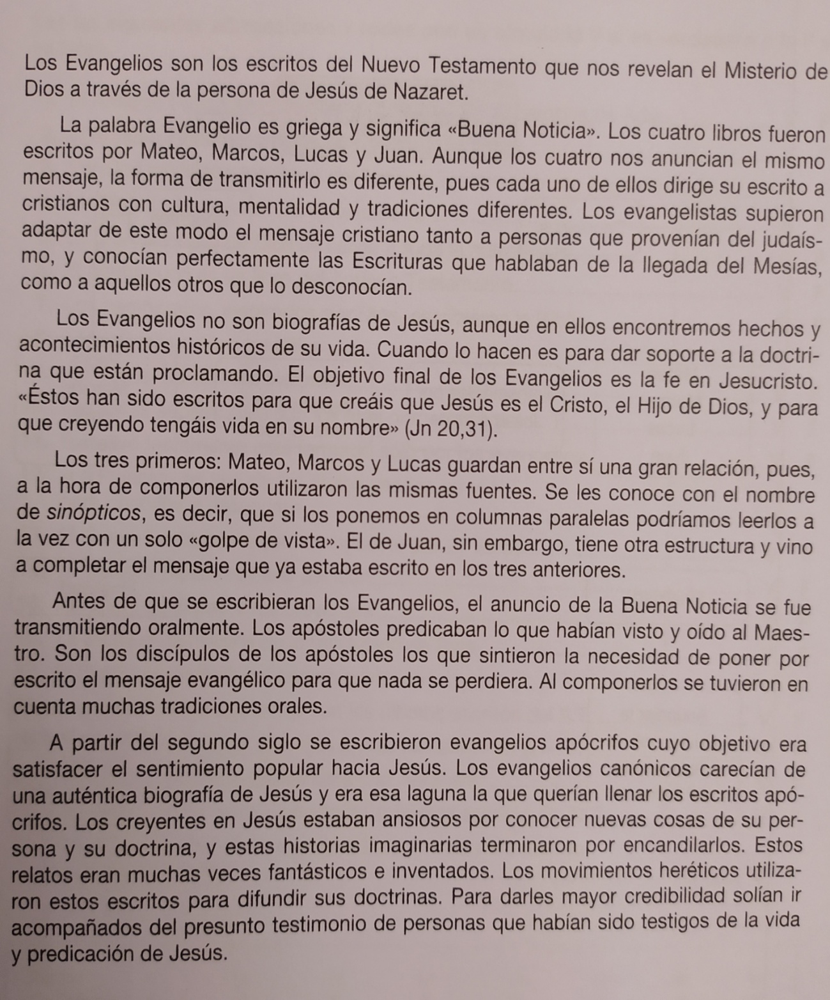 Los Evangelios son los escritos del Nuevo Testamento que nos revelan el Misterio de
Dios a través de la persona de Jesús de Nazaret.
La palabra Evangelio es griega y significa «Buena Noticia». Los cuatro libros fueron
escritos por Mateo, Marcos, Lucas y Juan. Aunque los cuatro nos anuncian el mismo
mensaje, la forma de transmitirlo es diferente, pues cada uno de ellos dirige su escrito a
cristianos con cultura, mentalidad y tradiciones diferentes. Los evangelistas supieron
adaptar de este modo el mensaje cristiano tanto a personas que provenían del judaís-
mo, y conocían perfectamente las Escrituras que hablaban de la llegada del Mesías,
como a aquellos otros que lo desconocían.
Los Evangelios no son biografías de Jesús, aunque en ellos encontremos hechos y
acontecimientos históricos de su vida. Cuando lo hacen es para dar soporte a la doctri-
na que están proclamando. El objetivo final de los Evangelios es la fe en Jesucristo.
«Éstos han sido escritos para que creáis que Jesús es el Cristo, el Hijo de Dios, y para
que creyendo tengáis vida en su nombre» (Jn 20,31).
Los tres primeros: Mateo, Marcos y Lucas guardan entre sí una gran relación, pues,
a la hora de componerlos utilizaron las mismas fuentes. Se les conoce con el nombre
de sinópticos, es decir, que si los ponemos en columnas paralelas podríamos leerlos a
la vez con un solo «golpe de vista». El de Juan, sin embargo, tiene otra estructura y vino
a completar el mensaje que ya estaba escrito en los tres anteriores.
Antes de que se escribieran los Evangelios, el anuncio de la Buena Noticia se fue
transmitiendo oralmente. Los apóstoles predicaban lo que habían visto y oído al Maes-
tro. Son los discípulos de los apóstoles los que sintieron la necesidad de poner por
escrito el mensaje evangélico para que nada se perdiera. Al componerlos se tuvieron en
cuenta muchas tradiciones orales.
A partir del segundo siglo se escribieron evangelios apócrifos cuyo objetivo era
satisfacer el sentimiento popular hacia Jesús. Los evangelios canónicos carecían de
una auténtica biografía de Jesús y era esa laguna la que querían llenar los escritos apó-
crifos. Los creyentes en Jesús estaban ansiosos por conocer nuevas cosas de su per-
sona y su doctrina, y estas historias imaginarias terminaron por encandilarlos. Estos
relatos eran muchas veces fantásticos e inventados. Los movimientos heréticos utiliza-
ron estos escritos para difundir sus doctrinas. Para darles mayor credibilidad solían ir
acompañados del presunto testimonio de personas que habían sido testigos de la vida
y predicación de Jesús.